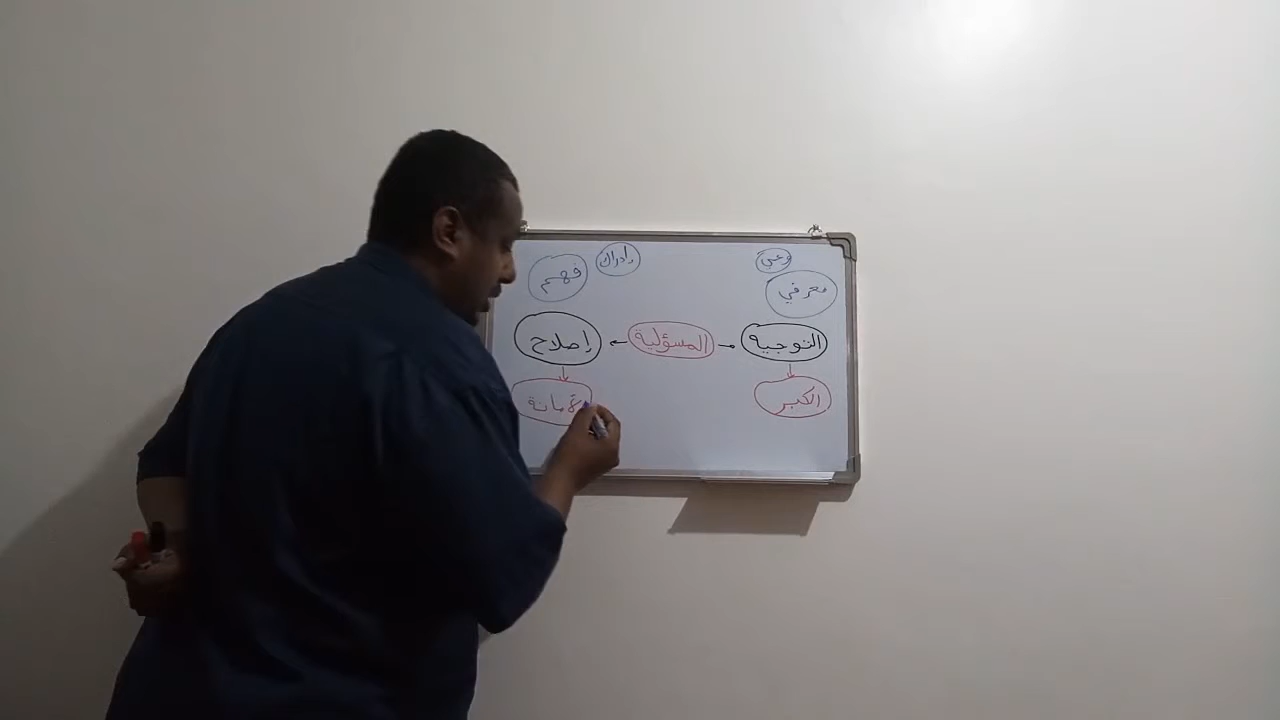 وعي إدراك
معرفي فهم
التوجيه المسؤلية إصلاح
الكبر